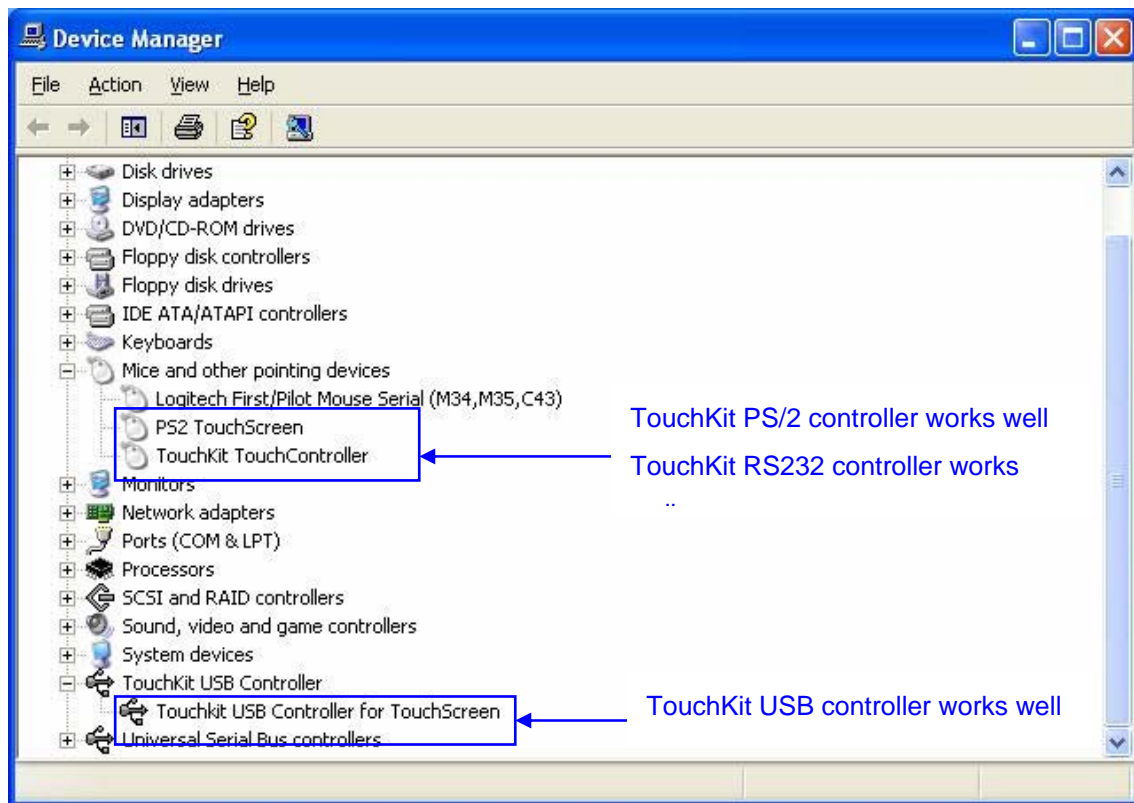 Device Manager
File Action View Help
Disk drives
Display adapters
DVD/CD-ROM drives
Floppy disk controllers
Floppy disk drives
IDE ATA/ATAPI controllers
Keyboards
Mice and other pointing devices
Logitech First/Pilot Mouse Serial (M34,M35,C43)
PS2 TouchScreen
TouchKit TouchController
Monitors
Network adapters
Ports (COM & LPT)
Processors
SCSI and RAID controllers
Sound, video and game controllers
System devices
TouchKit USB Controller
Touchkit USB Controller for TouchScreen
Universal Serial Bus controllers
TouchKit PS/2 controller works well
TouchKit RS232 controller works
TouchKit USB controller works well